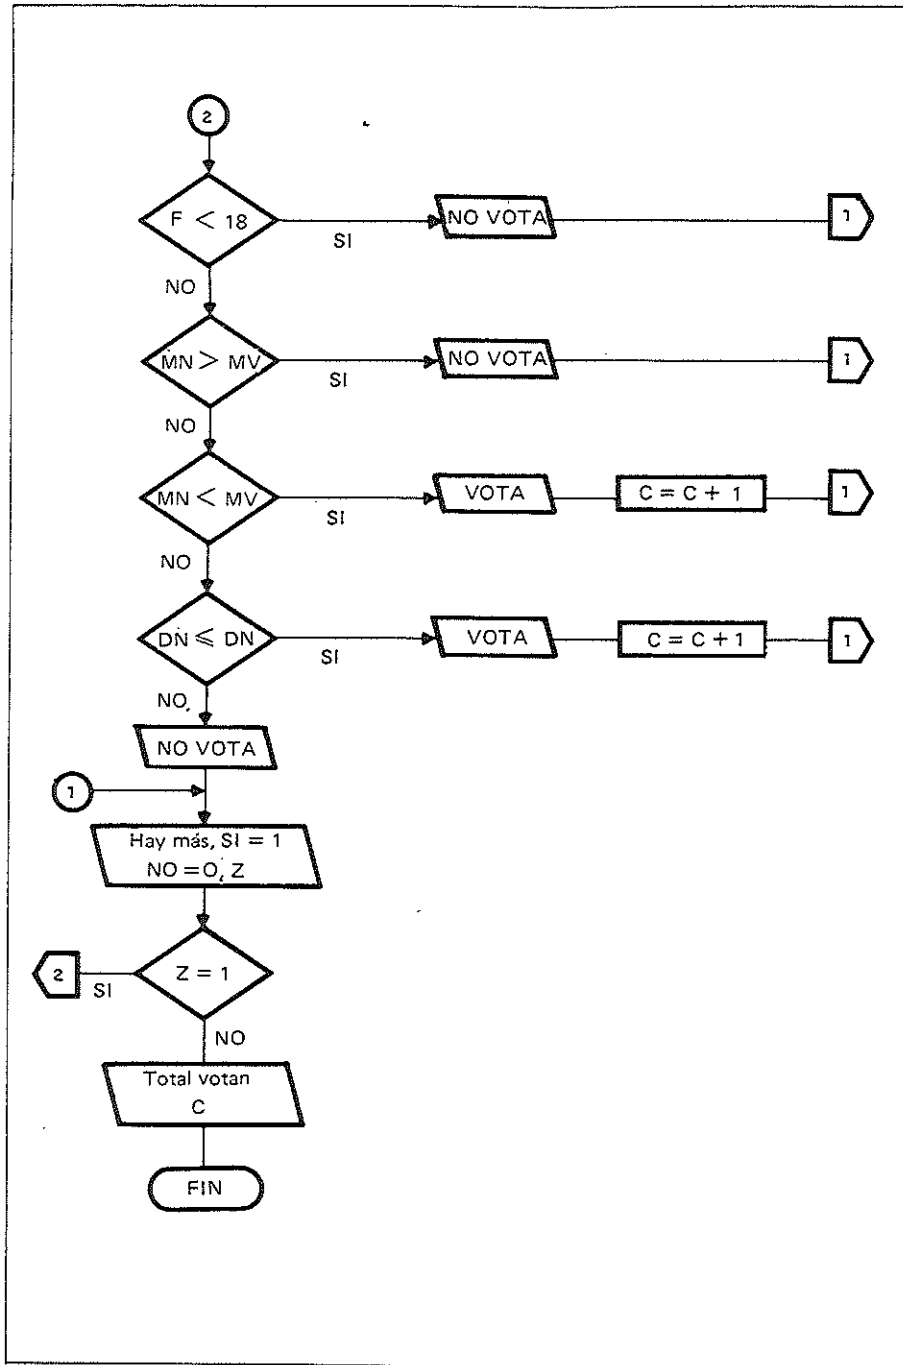 2
F < 18
SI
NO VOTA
1
NO
MN > MV
SI
NO VOTA
1
NO
MN < MV
SI
VOTA
C = C + 1
1
NO
DN ≤ DN
SI
VOTA
C = C + 1
1
NO
NO VOTA
1
Hay más, SI = 1
NO = O, Z
2
SI
Z = 1
NO
Total votan
C
FIN